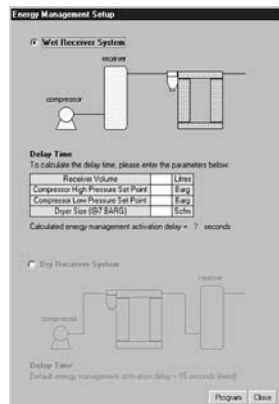 Energy Management Setup
Wet Receiver System
receiver
compressor
Delay Time
To calculate the delay time, please enter the parameters below.
Receiver Volume Litres
Compressor High Pressure Set Point Barg
Compressor Low Pressure Set Point Barg
Dryer Size (@7 BARG) Scfm
Calculated energy management activation delay = ? seconds
Dry Receiver System
receiver
compressor
Delay Time
Default energy management activation delay = 15 seconds (fixed)
Program Close